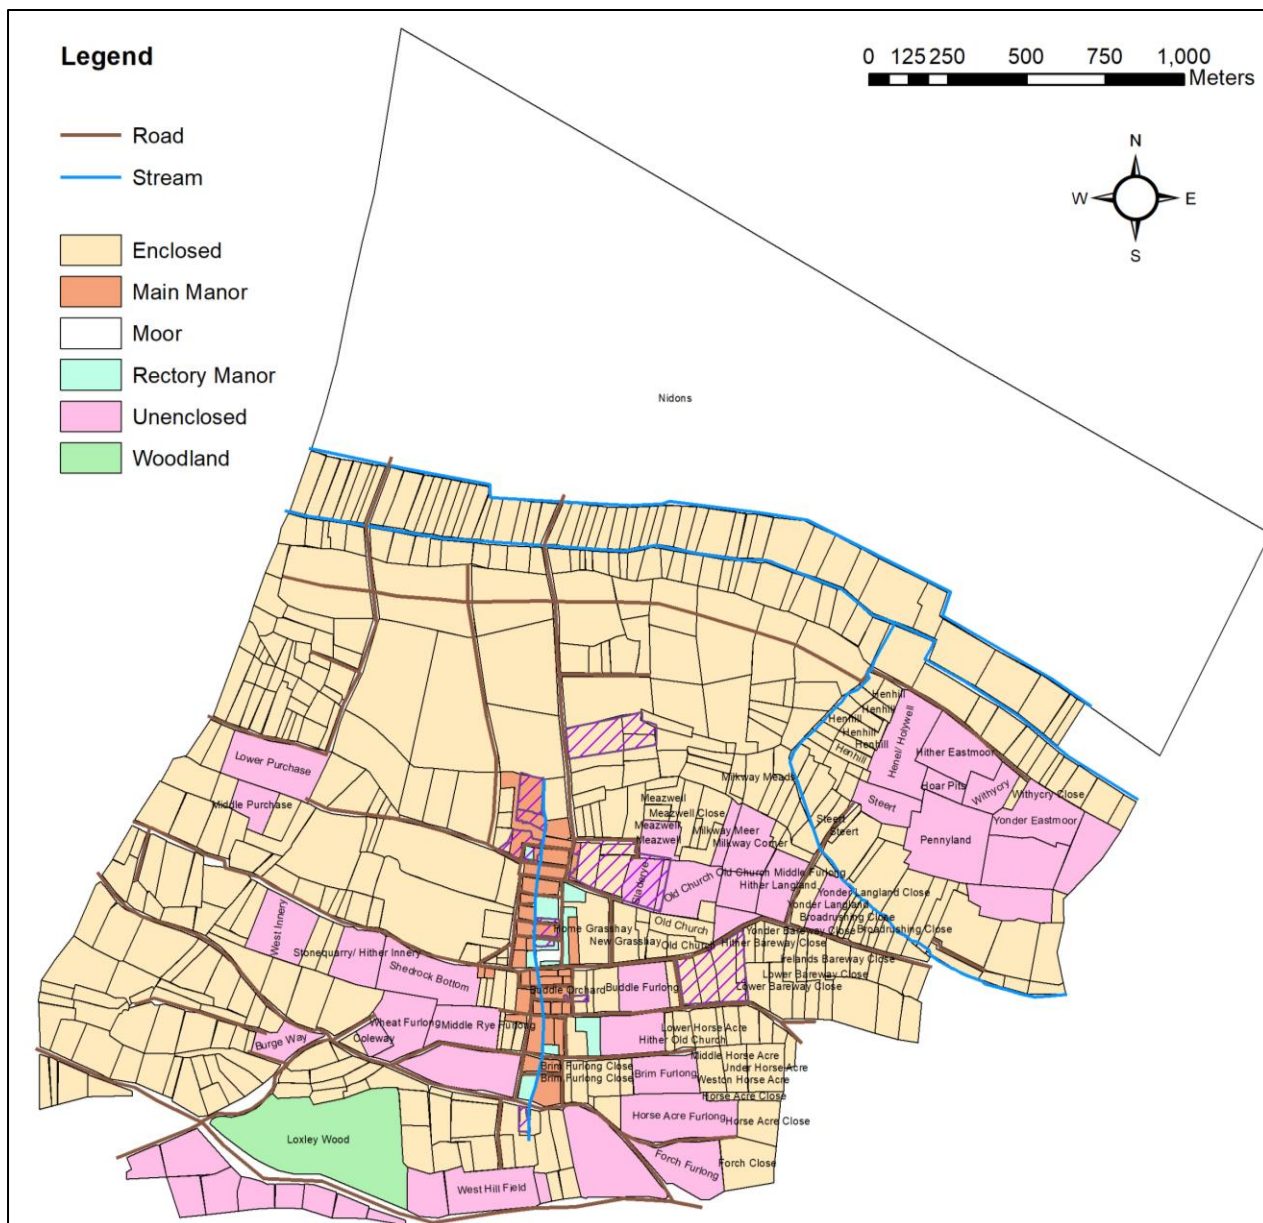 Legend
0 125 250 500 750 1,000
Meters
Road
Stream
N
W E
S
Enclosed
Main Manor
Moor
Rectory Manor
Unenclosed
Woodland
Nidons
Henhill
Henhill
Henhill
Henhill
Henhill
Henhill
Henel/ Holywell
Hither Eastmoor
Lower Purchase
Milkway Meads
Hoar Pits
Withycry
Withycry Close
Middle Purchase
Meazwell
Meazwell Close
Steert
Steert
Steert
Yonder Eastmoor
Meazwell
Meazwell
Milkway Meer
Milkway Corner
Pennyland
Old Church
Old Church
Middle Furlong
Hither Langland
Yonder Langland Close
Yonder Langland
Broadrushing Close
Broadrushing Close
West Innery
Home Grasshay
Old Church
Yonder Bareway Close
New Grasshay
Old Church
Hither Bareway Close
Stonequarry/ Hither Innery
Irelands Bareway Close
Shedrock Bottom
Lower Bareway Close
Lower Bareway Close
Buddle Orchard
Buddle Furlong
Wheat Furlong
Middle Rye Furlong
Lower Horse Acre
Burge Way
Coleway
Hither Old Church
Middle Horse Acre
Brim Furlong Close
Under Horse Acre
Brim Furlong Close
Brim Furlong
Weston Horse Acre
Horse Acre Close
Horse Acre Furlong
Horse Acre Close
Loxley Wood
Forch Furlong
Forch Close
West Hill Field